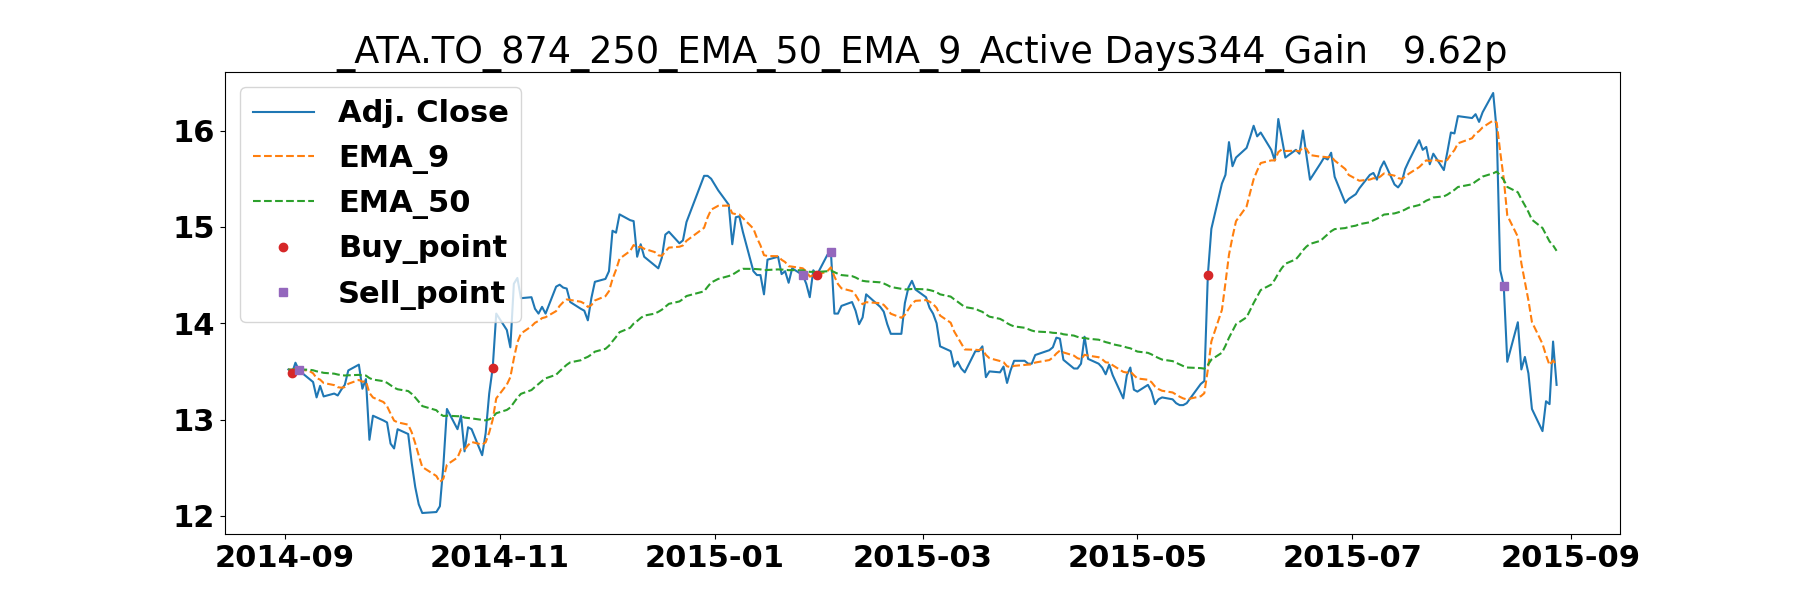 _ATA.TO_874_250_EMA_50_EMA_9_Active Days344_Gain   9.62p
Adj. Close
EMA_9
EMA_50
Buy_point
Sell_point
16
15
14
13
12
2014-09 2014-11 2015-01 2015-03 2015-05 2015-07 2015-09